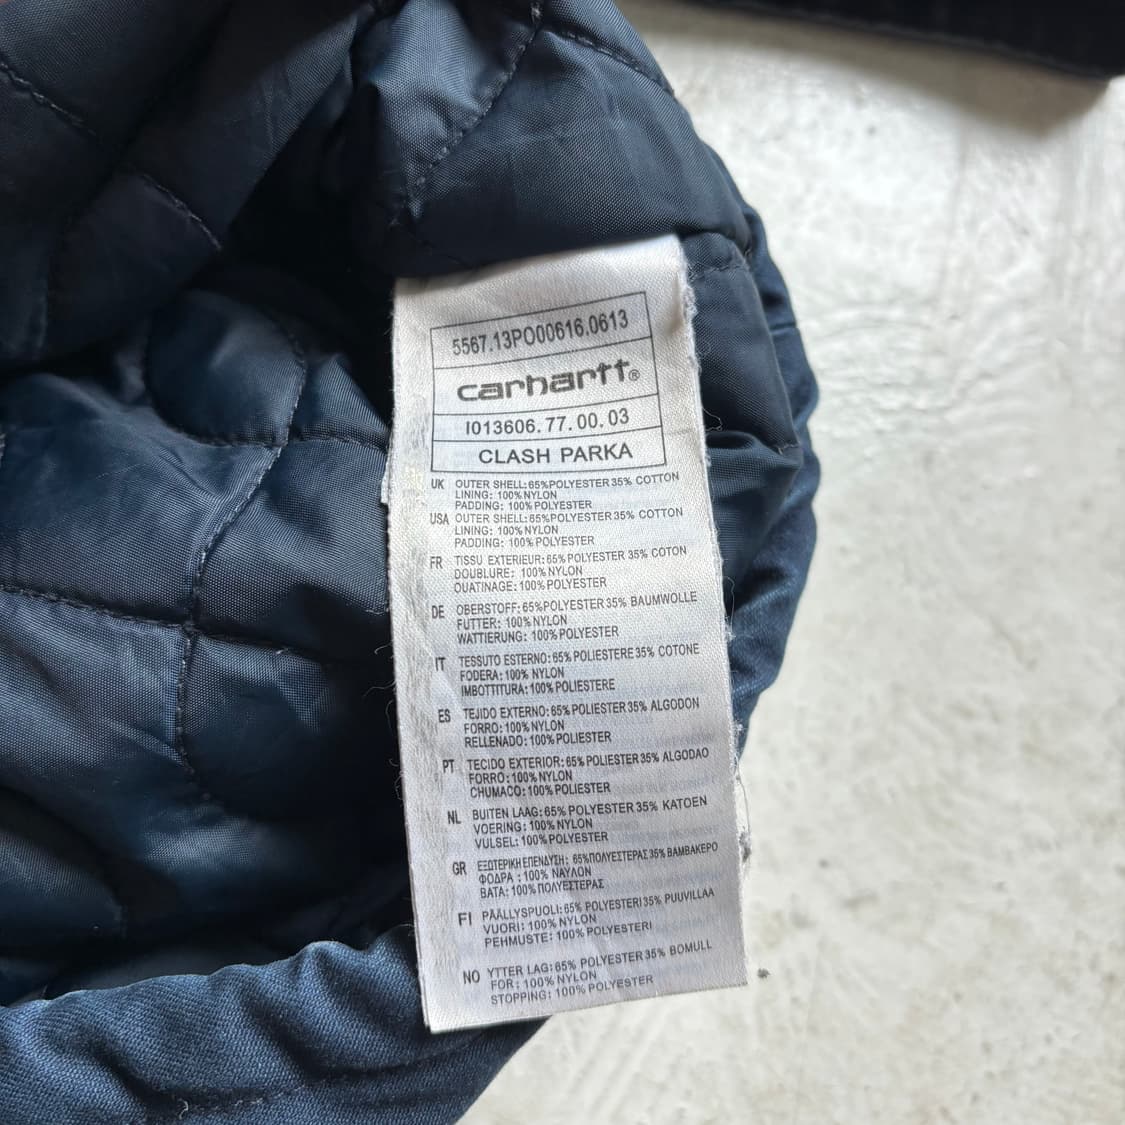 5567.13PO00616.0613
carhartt®
I013606.77.00.03
CLASH PARKA
UK OUTER SHELL:65%POLYESTER 35% COTTON
LINING: 100%NYLON
PADDING: 100%POLYESTER
USA OUTER SHELL:65%POLYESTER 35% COTTON
LINING: 100%NYLON
PADDING: 100%POLYESTER
FR TISSU EXTERIEUR:65%POLYESTER 35% COTON
DOUBLURE: 100%NYLON
OUATINAGE:100%POLYESTER
DE OBERSTOFF:65%POLYESTER 35% BAUMWOLLE
FUTTER: 100%NYLON
WATTIERUNG: 100%POLYESTER
IT TESSUTO ESTERNO:65% POLIESTERE 35% COTONE
FODERA:100% NYLON
IMBOTTITURA:100% POLIESTERE
ES TEJIDO EXTERNO:65% POLIESTER 35% ALGODON
FORRO:100%NYLON
RELLENADO:100%POLIESTER
PT TECIDO EXTERIOR:65% POLIESTER 35% ALGODAO
FORRO:100%NYLON
CHUMACO:100%POLIESTER
NL BUITEN LAAG:65% POLYESTER 35% KATOEN
VOERING:100%NYLON
VULSEL:100%POLYESTER
GR ΕΞΩΤΕΡΙΚΗ ΕΠΕΝΔΥΣΗ: 65%ΠΟΛΥΕΣΤΕΡΑΣ 35% ΒΑΜΒΑΚΕΡΟ
ΦΟΔΡΑ :100% ΝΑΥΛΟΝ
ΒΑΤΑ:100% ΠΟΛΥΕΣΤΕΡΑΣ
FI PÄÄLLYSPUOLI:65% POLYESTERI 35% PUUVILLAA
VUORI:100% NYLON
PEHMUSTE:100% POLYESTERI
NO YTTER LAG:65% POLYESTER 35% BOMULL
FOR: 100% NYLON
STOPPING: 100% POLYESTER